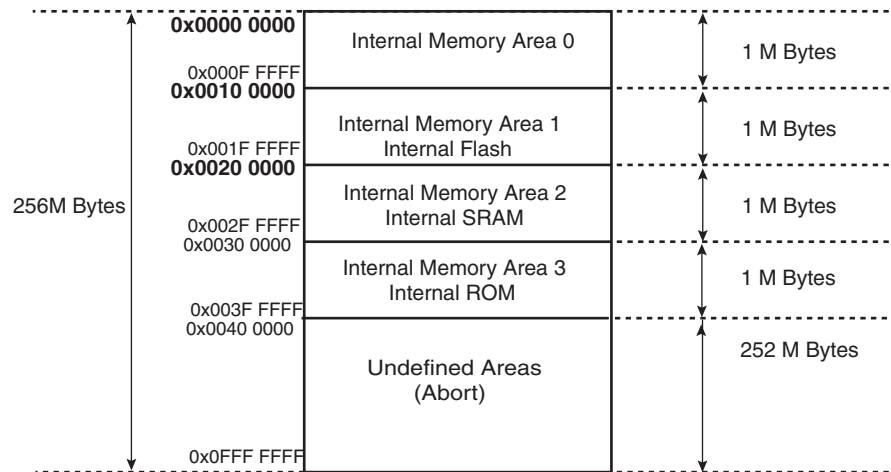 0x0000 0000
Internal Memory Area 0
1 M Bytes
0x000F FFFF
0x0010 0000
Internal Memory Area 1
Internal Flash
1 M Bytes
0x001F FFFF
0x0020 0000
256M Bytes
Internal Memory Area 2
Internal SRAM
1 M Bytes
0x002F FFFF
0x0030 0000
Internal Memory Area 3
Internal ROM
1 M Bytes
0x003F FFFF
0x0040 0000
252 M Bytes
Undefined Areas
(Abort)
0x0FFF FFFF